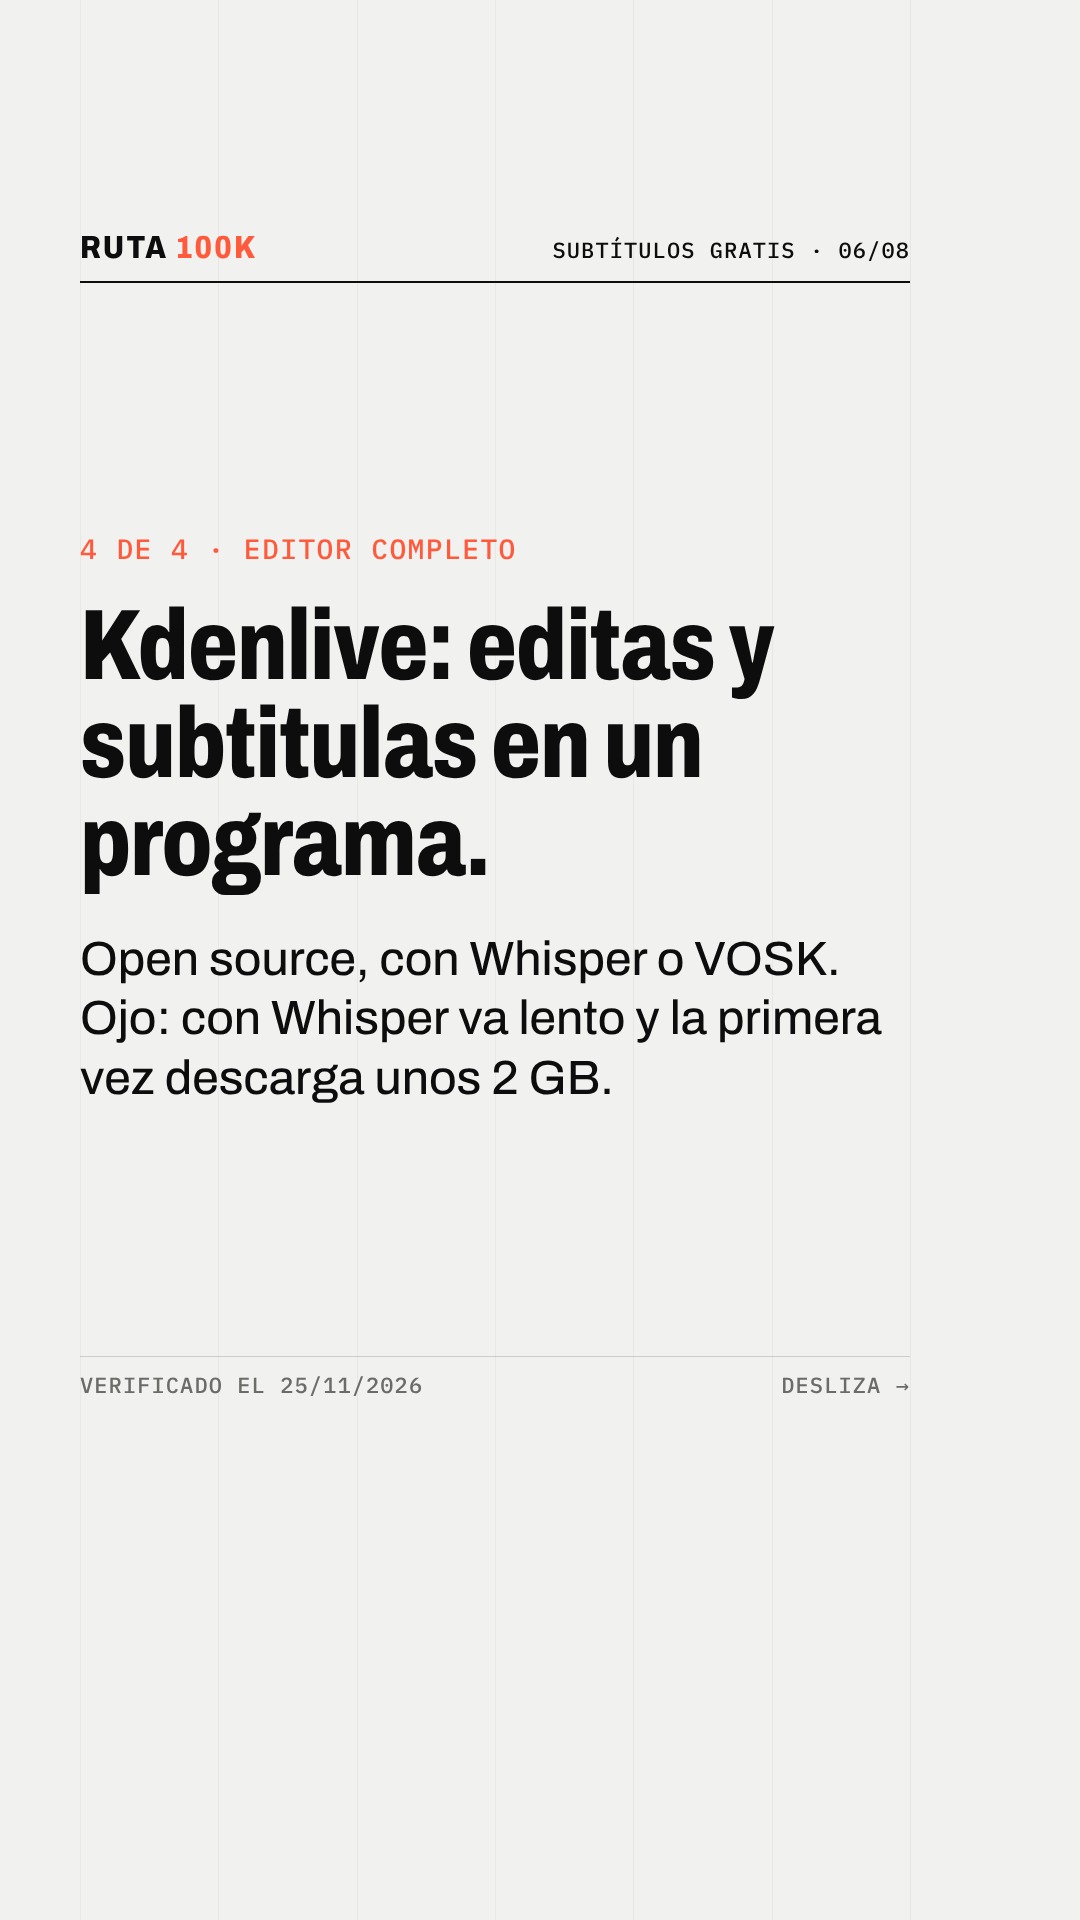 RUTA 100K
SUBTÍTULOS GRATIS · 06/08
4 DE 4 · EDITOR COMPLETO
Kdenlive: editas y
subtitulas en un
programa.
Open source, con Whisper o VOSK.
Ojo: con Whisper va lento y la primera
vez descarga unos 2 GB.
VERIFICADO EL 25/11/2026
DESLIZA →